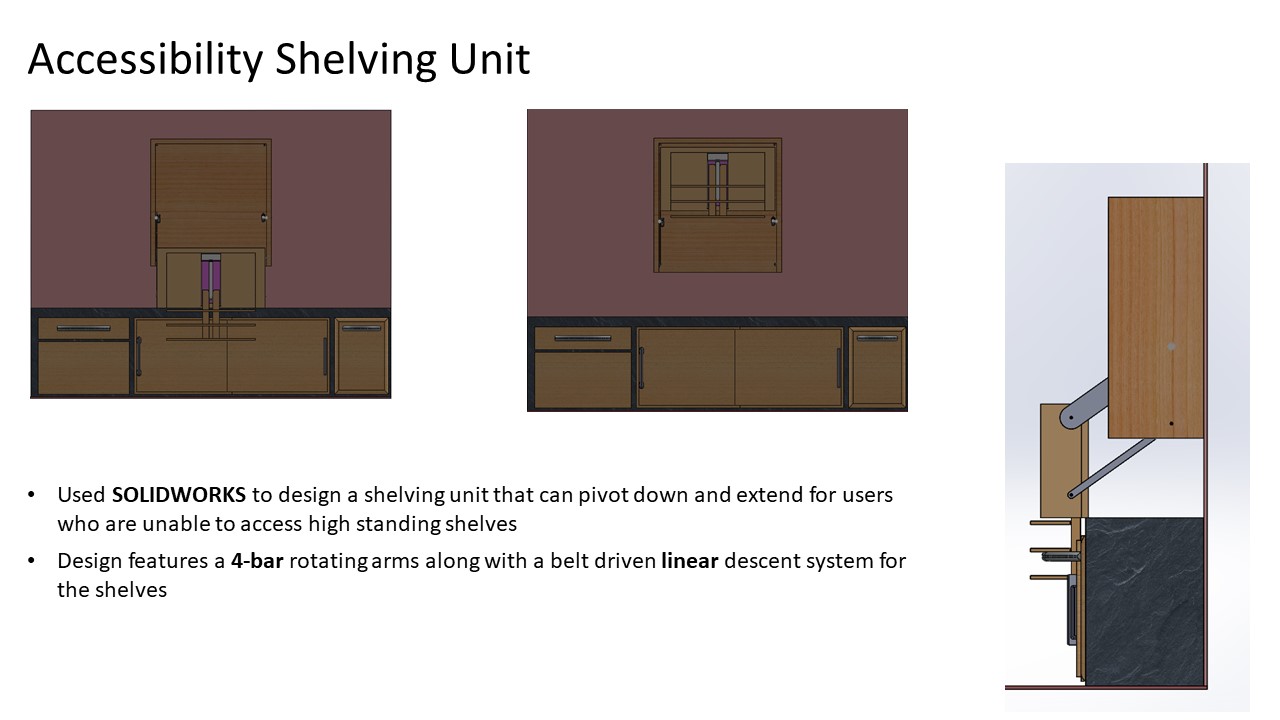 Accessibility Shelving Unit
• Used SOLIDWORKS to design a shelving unit that can pivot down and extend for users
who are unable to access high standing shelves
• Design features a 4-bar rotating arms along with a belt driven linear descent system for
the shelves